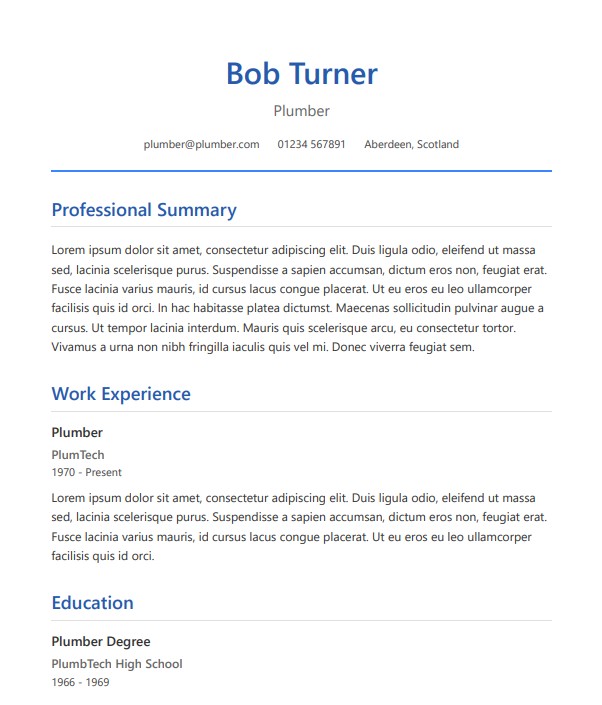 Bob Turner
Plumber
plumber@plumber.com 01234 567891 Aberdeen, Scotland
Professional Summary
Lorem ipsum dolor sit amet, consectetur adipiscing elit. Duis ligula odio, eleifend ut massa
sed, lacinia scelerisque purus. Suspendisse a sapien accumsan, dictum eros non, feugiat erat.
Fusce lacinia varius mauris, id cursus lacus congue placerat. Ut eu eros eu leo ullamcorper
facilisis quis id orci. In hac habitasse platea dictumst. Maecenas sollicitudin pulvinar augue a
cursus. Ut tempor lacinia interdum. Mauris quis scelerisque arcu, eu consectetur tortor.
Vivamus a urna non nibh fringilla iaculis quis vel mi. Donec viverra feugiat sem.
Work Experience
Plumber
PlumTech
1970 - Present
Lorem ipsum dolor sit amet, consectetur adipiscing elit. Duis ligula odio, eleifend ut massa
sed, lacinia scelerisque purus. Suspendisse a sapien accumsan, dictum eros non, feugiat erat.
Fusce lacinia varius mauris, id cursus lacus congue placerat. Ut eu eros eu leo ullamcorper
facilisis quis id orci.
Education
Plumber Degree
PlumbTech High School
1966 - 1969